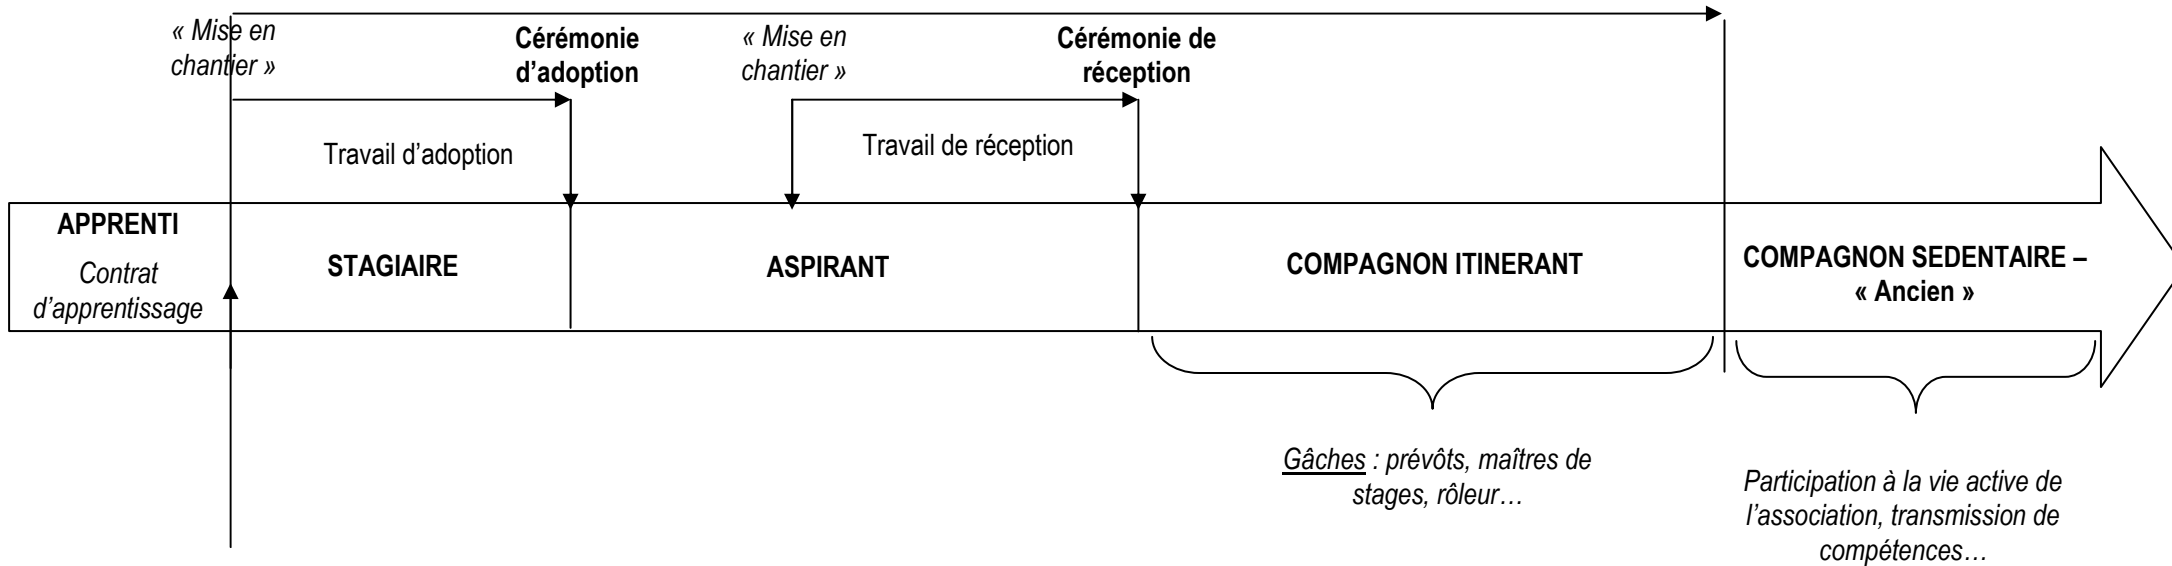 « Mise en
chantier »
Cérémonie
d’adoption
« Mise en
chantier »
Cérémonie de
réception
Travail d’adoption
Travail de réception
APPRENTI
Contrat
d’apprentissage
STAGIAIRE
ASPIRANT
COMPAGNON ITINERANT
COMPAGNON SEDENTAIRE –
« Ancien »
Gâches : prévôts, maîtres de
stages, rôleur…
Participation à la vie active de
l’association, transmission de
compétences…